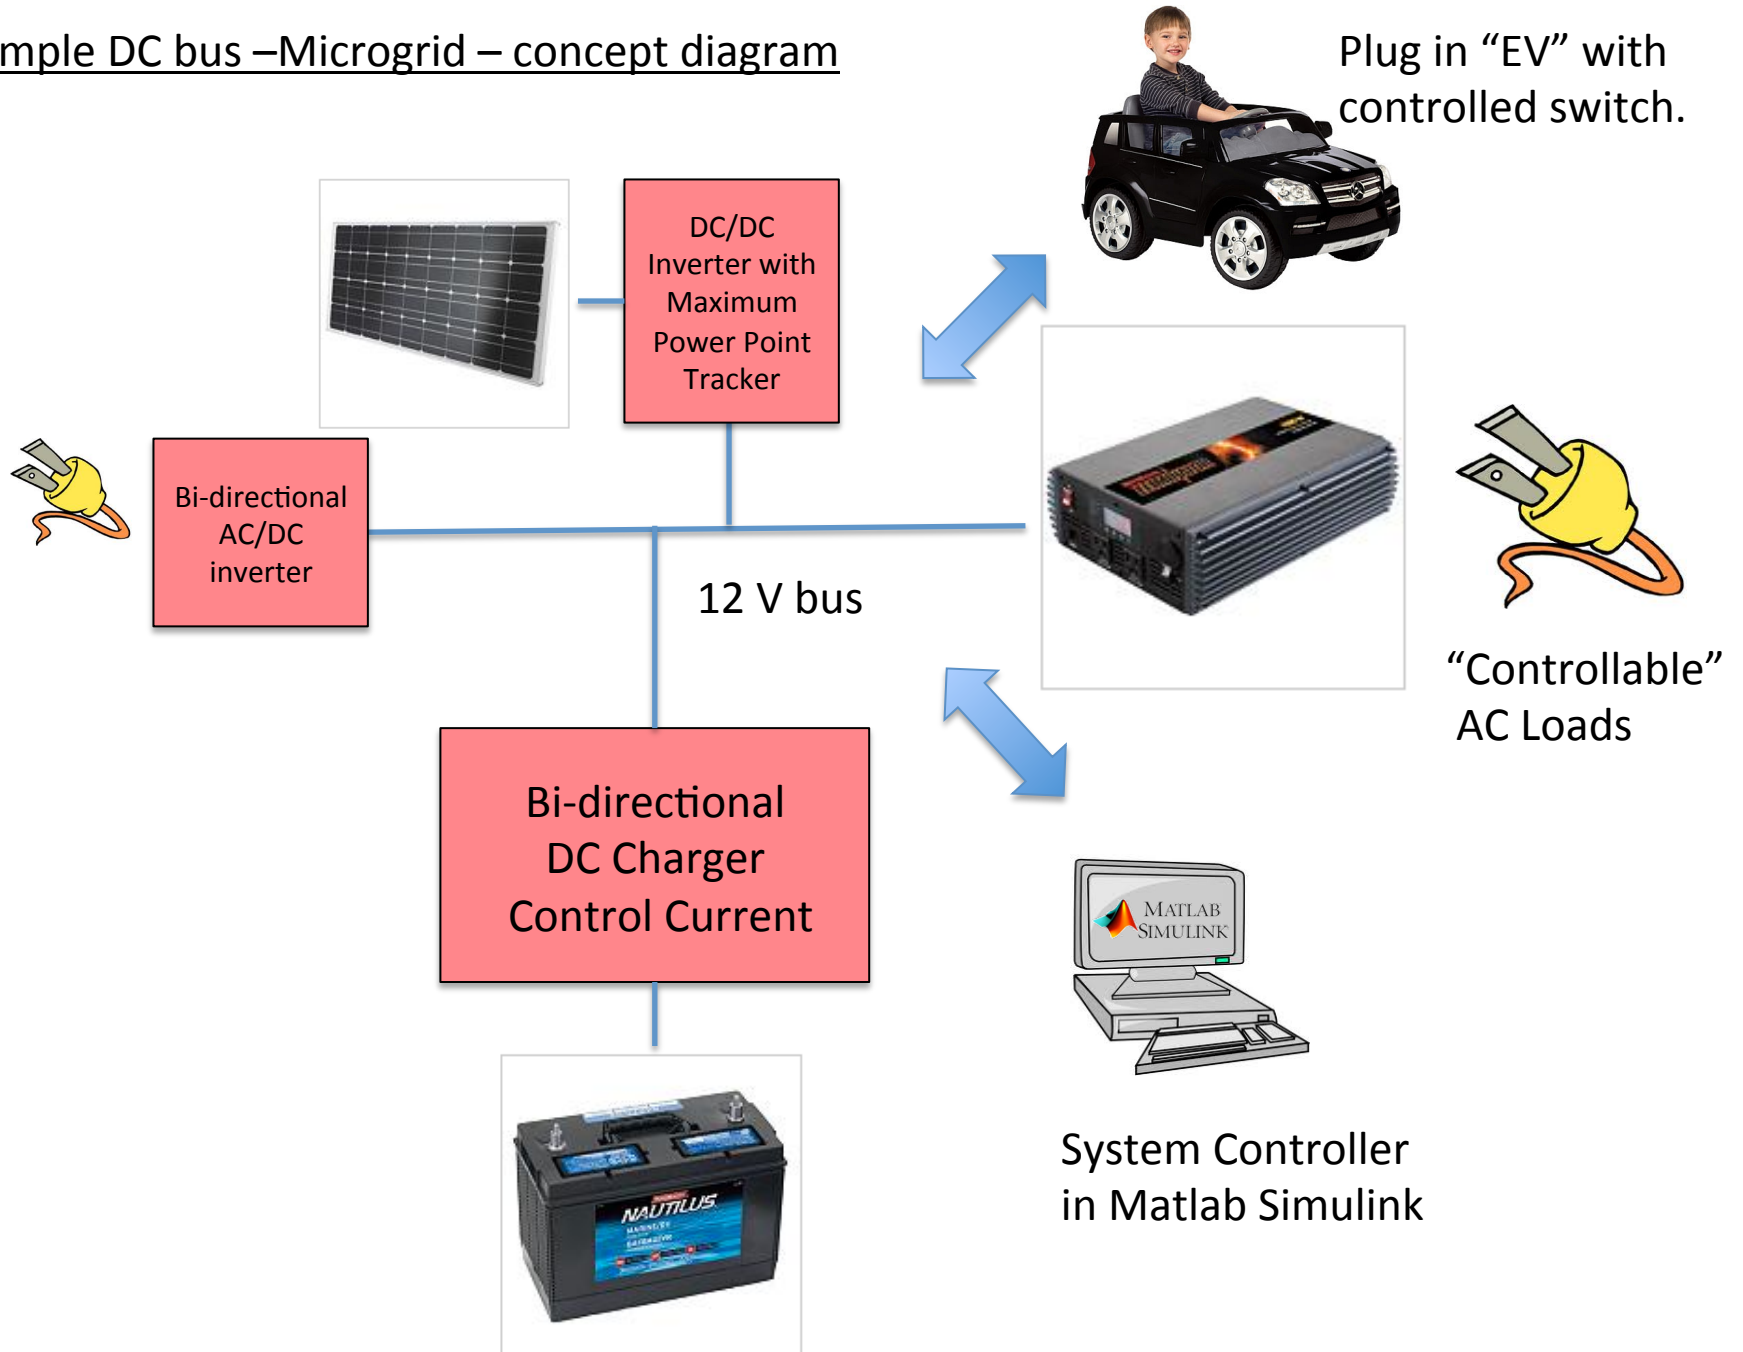 mple DC bus –Microgrid – concept diagram
Plug in “EV” with
controlled switch.
DC/DC
Inverter with
Maximum
Power Point
Tracker
Bi-directional
AC/DC
inverter
12 V bus
“Controllable”
AC Loads
Bi-directional
DC Charger
Control Current
MATLAB
SIMULINK
System Controller
in Matlab Simulink
NAUTILUS